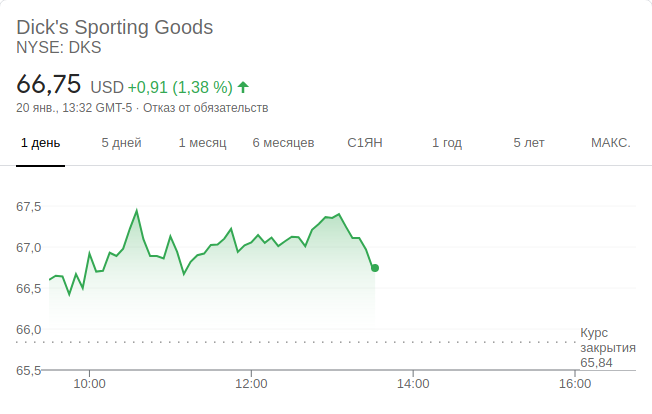 Dick's Sporting Goods
NYSE: DKS
66,75 USD +0,91 (1,38 %)
20 янв., 13:32 GMT-5 · Отказ от обязательств
1 день 5 дней 1 месяц 6 месяцев С1ЯН 1 год 5 лет МАКС.
67,5
67,0
66,5
66,0
Курс
закрытия
65,84
65,5
10:00 12:00 14:00 16:00